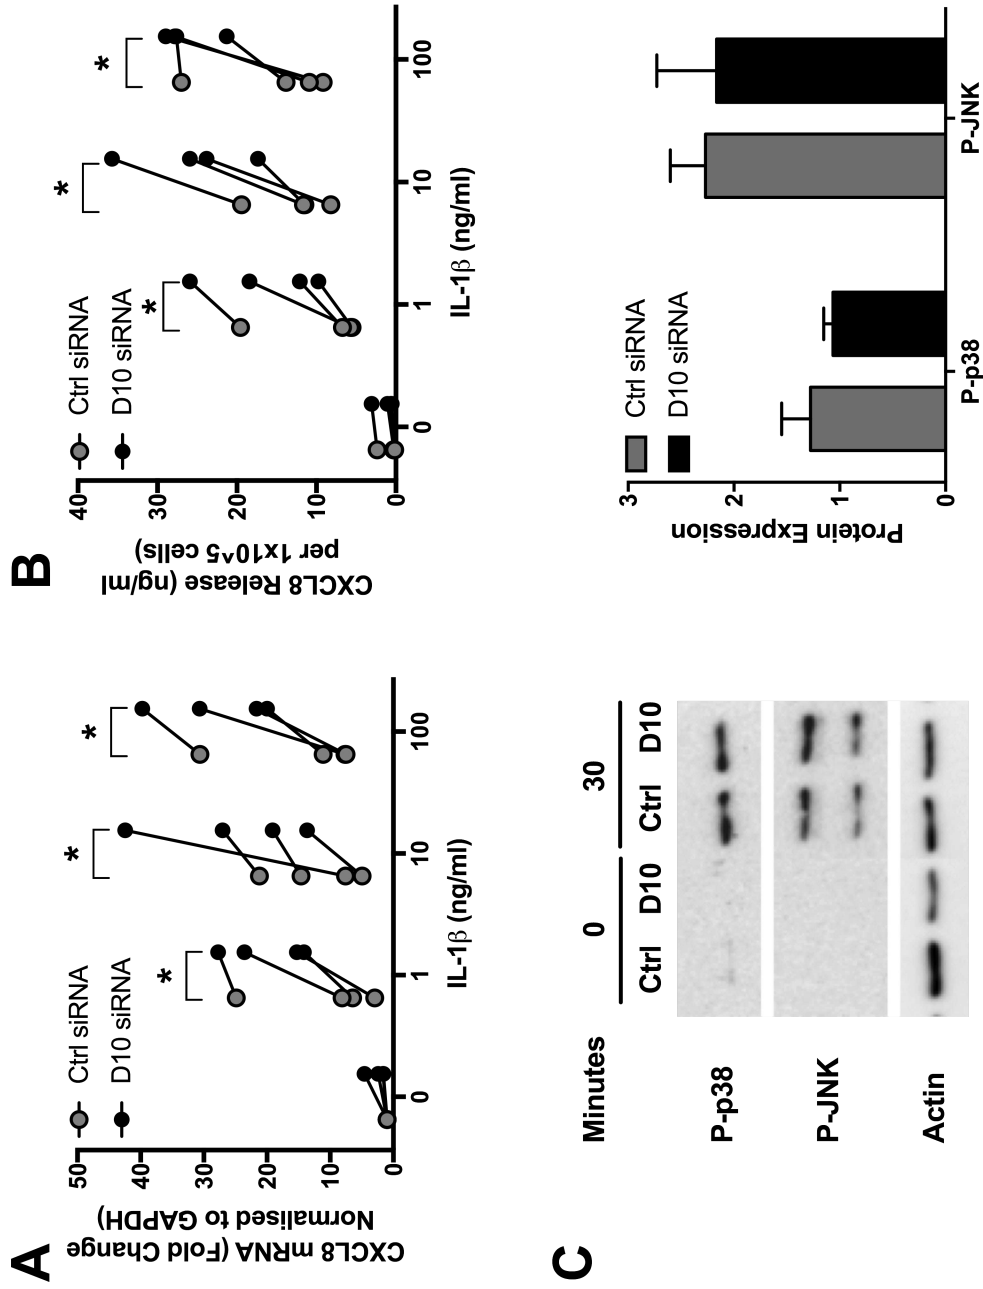 A
CXCL8 mRNA (Fold Change
Normalised to GAPDH)
50
40
30
20
10
0
Ctrl siRNA
D10 siRNA
*
*
*
0
1
10
100
IL-1β (ng/ml)
B
CXCL8 Release (ng/ml
per 1x10^5 cells)
40
30
20
10
0
Ctrl siRNA
D10 siRNA
*
*
*
0
1
10
100
IL-1β (ng/ml)
C
Minutes
0
30
Ctrl
D10
Ctrl
D10
P-p38
P-JNK
Actin
Protein Expression
3
2
1
0
Ctrl siRNA
D10 siRNA
P-p38
P-JNK